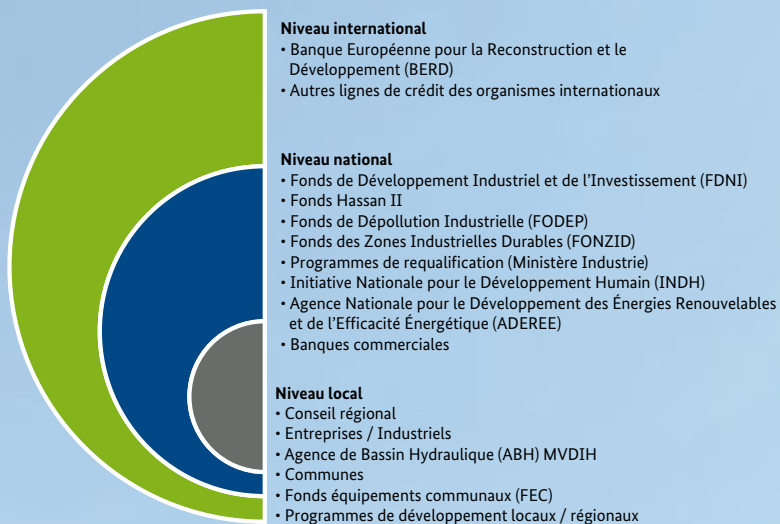 Niveau international
• Banque Européenne pour la Reconstruction et le
Développement (BERD)
• Autres lignes de crédit des organismes internationaux
Niveau national
• Fonds de Développement Industriel et de l'Investissement (FDNI)
• Fonds Hassan II
• Fonds de Dépollution Industrielle (FODEP)
• Fonds des Zones Industrielles Durables (FONZID)
• Programmes de requalification (Ministère Industrie)
• Initiative Nationale pour le Développement Humain (INDH)
• Agence Nationale pour le Développement des Énergies Renouvelables
et de l'Efficacité Énergétique (ADEREE)
• Banques commerciales
Niveau local
• Conseil régional
• Entreprises / Industriels
• Agence de Bassin Hydraulique (ABH) MVDIH
• Communes
• Fonds équipements communaux (FEC)
• Programmes de développement locaux / régionaux